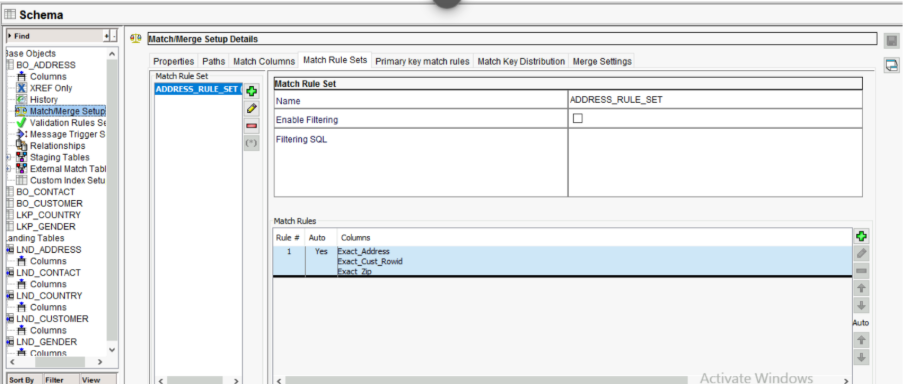 Schema
Find
Base Objects
BO_ADDRESS
Columns
XREF Only
History
Match/Merge Setup
Validation Rules Se
Message Trigger S
Relationships
Staging Tables
External Match Tabl
Custom Index Setu
BO_CONTACT
BO_CUSTOMER
LKP_COUNTRY
LKP_GENDER
anding Tables
LND_ADDRESS
Columns
LND_CONTACT
Columns
LND_COUNTRY
Columns
LND_CUSTOMER
Columns
LND_GENDER
Columns
Sort By Filter View
Match/Merge Setup Details
Properties Paths Match Columns Match Rule Sets Primary key match rules Match Key Distribution Merge Settings
Match Rule Set
ADDRESS_RULE_SET (
(*)
Match Rule Set
Name ADDRESS_RULE_SET
Enable Filtering
Filtering SQL
Match Rules
Rule # Auto Columns
1 Yes Exact_Address
Exact_Cust_Rowid
Exact_Zip
Auto
Activate Windows